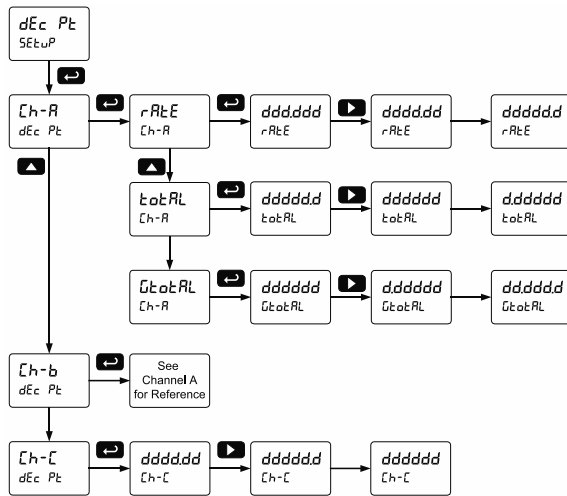 dEc Pt
SEtuP
Ch-A
dEc Pt
rAtE
Ch-A
ddd.ddd
rAtE
dddd.dd
rAtE
ddddd.d
rAtE
totAL
Ch-A
ddddd.d
totAL
dddddd
totAL
d.ddddd
totAL
GtotAL
Ch-A
dddddd
GtotAL
d.ddddd
GtotAL
dd,ddd.d
GtotAL
Ch-b
dEc Pt
See
Channel A
for Reference
Ch-C
dEc Pt
dddd.dd
Ch-C
ddddd.d
Ch-C
dddddd
Ch-C